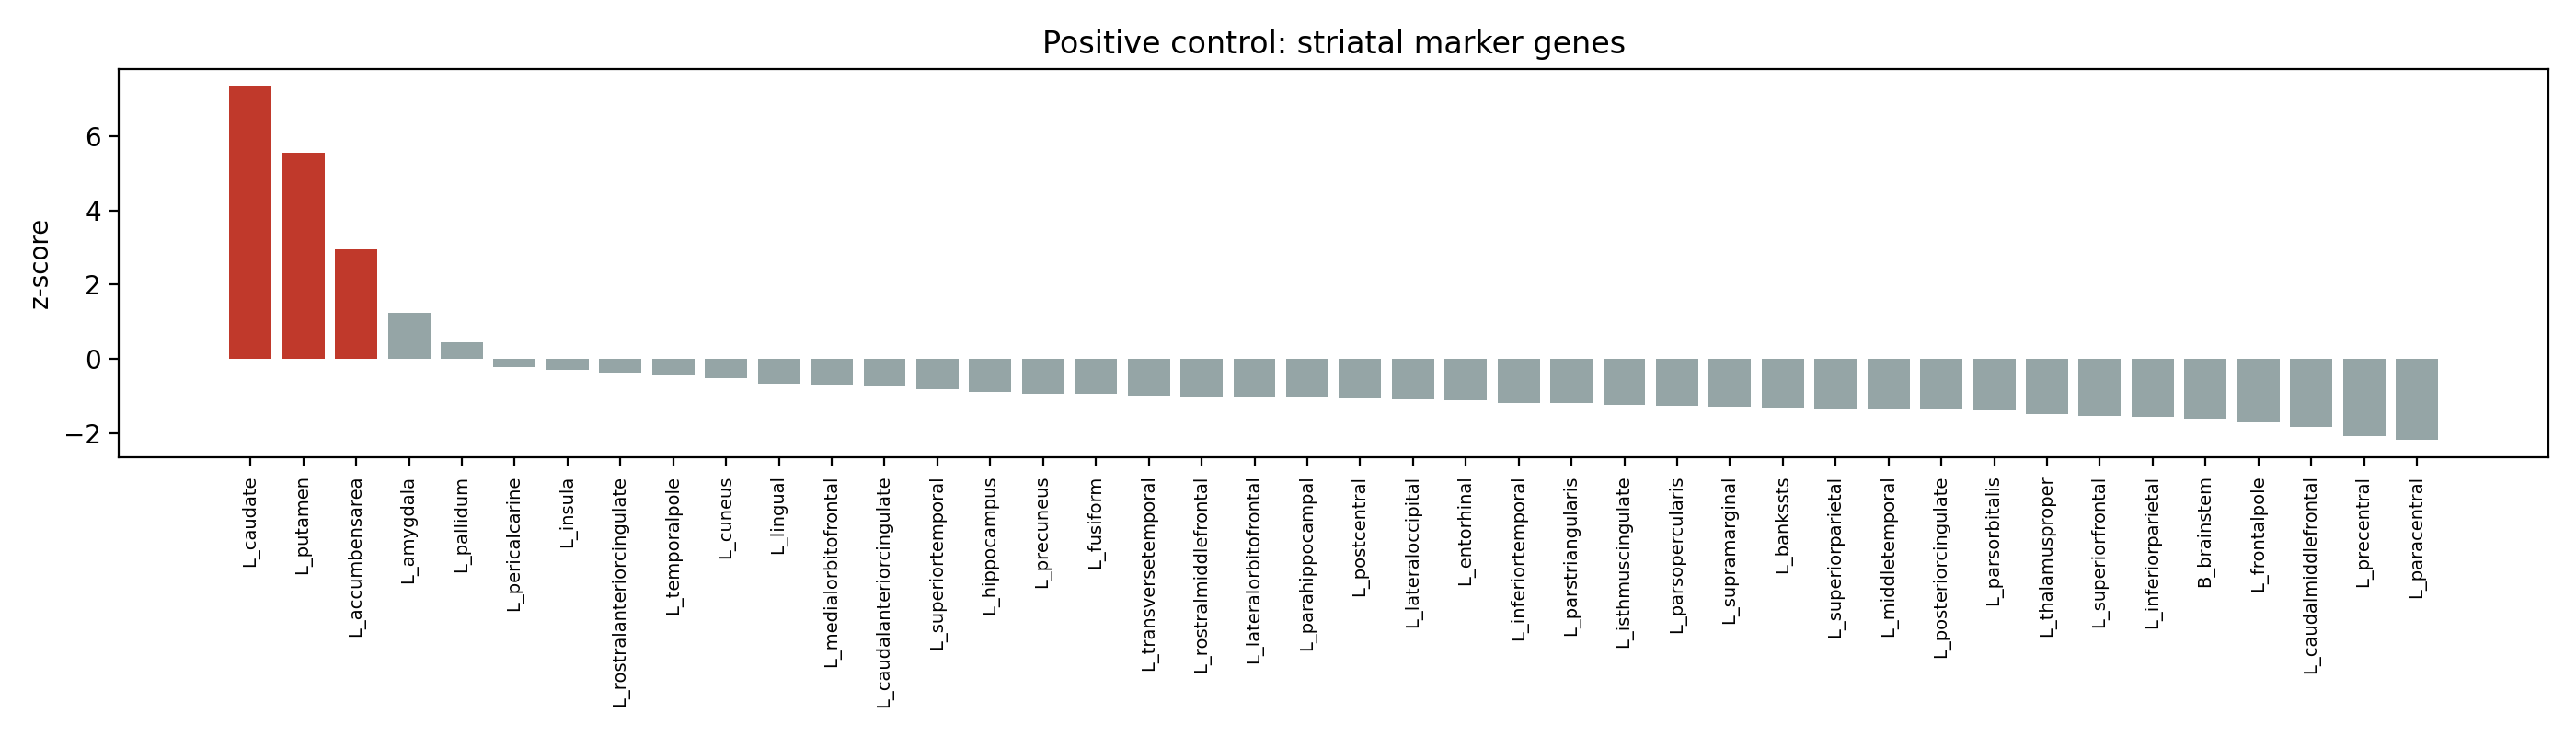 Positive control: striatal marker genes
z-score
6
4
2
0
−2
L_caudate
L_putamen
L_accumbensarea
L_amygdala
L_pallidum
L_pericalcarine
L_insula
L_rostralanteriorcingulate
L_temporalpole
L_cuneus
L_lingual
L_medialorbitofrontal
L_caudalanteriorcingulate
L_superiortemporal
L_hippocampus
L_precuneus
L_fusiform
L_transversetemporal
L_rostralmiddlefrontal
L_lateralorbitofrontal
L_parahippocampal
L_postcentral
L_lateraloccipital
L_entorhinal
L_inferiortemporal
L_parstriangularis
L_isthmuscingulate
L_parsopercularis
L_supramarginal
L_bankssts
L_superiorparietal
L_middletemporal
L_posteriorcingulate
L_parsorbitalis
L_thalamusproper
L_superiorfrontal
L_inferiorparietal
B_brainstem
L_frontalpole
L_caudalmiddlefrontal
L_precentral
L_paracentral